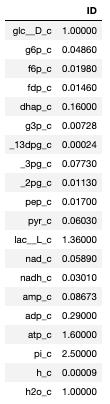 ID
glc__D_c 1.00000
g6p_c 0.04860
f6p_c 0.01980
fdp_c 0.01460
dhap_c 0.16000
g3p_c 0.00728
_13dpg_c 0.00024
_3pg_c 0.07730
_2pg_c 0.01130
pep_c 0.01700
pyr_c 0.06030
lac__L_c 1.36000
nad_c 0.05890
nadh_c 0.03010
amp_c 0.08673
adp_c 0.29000
atp_c 1.60000
pi_c 2.50000
h_c 0.00009
h2o_c 1.00000